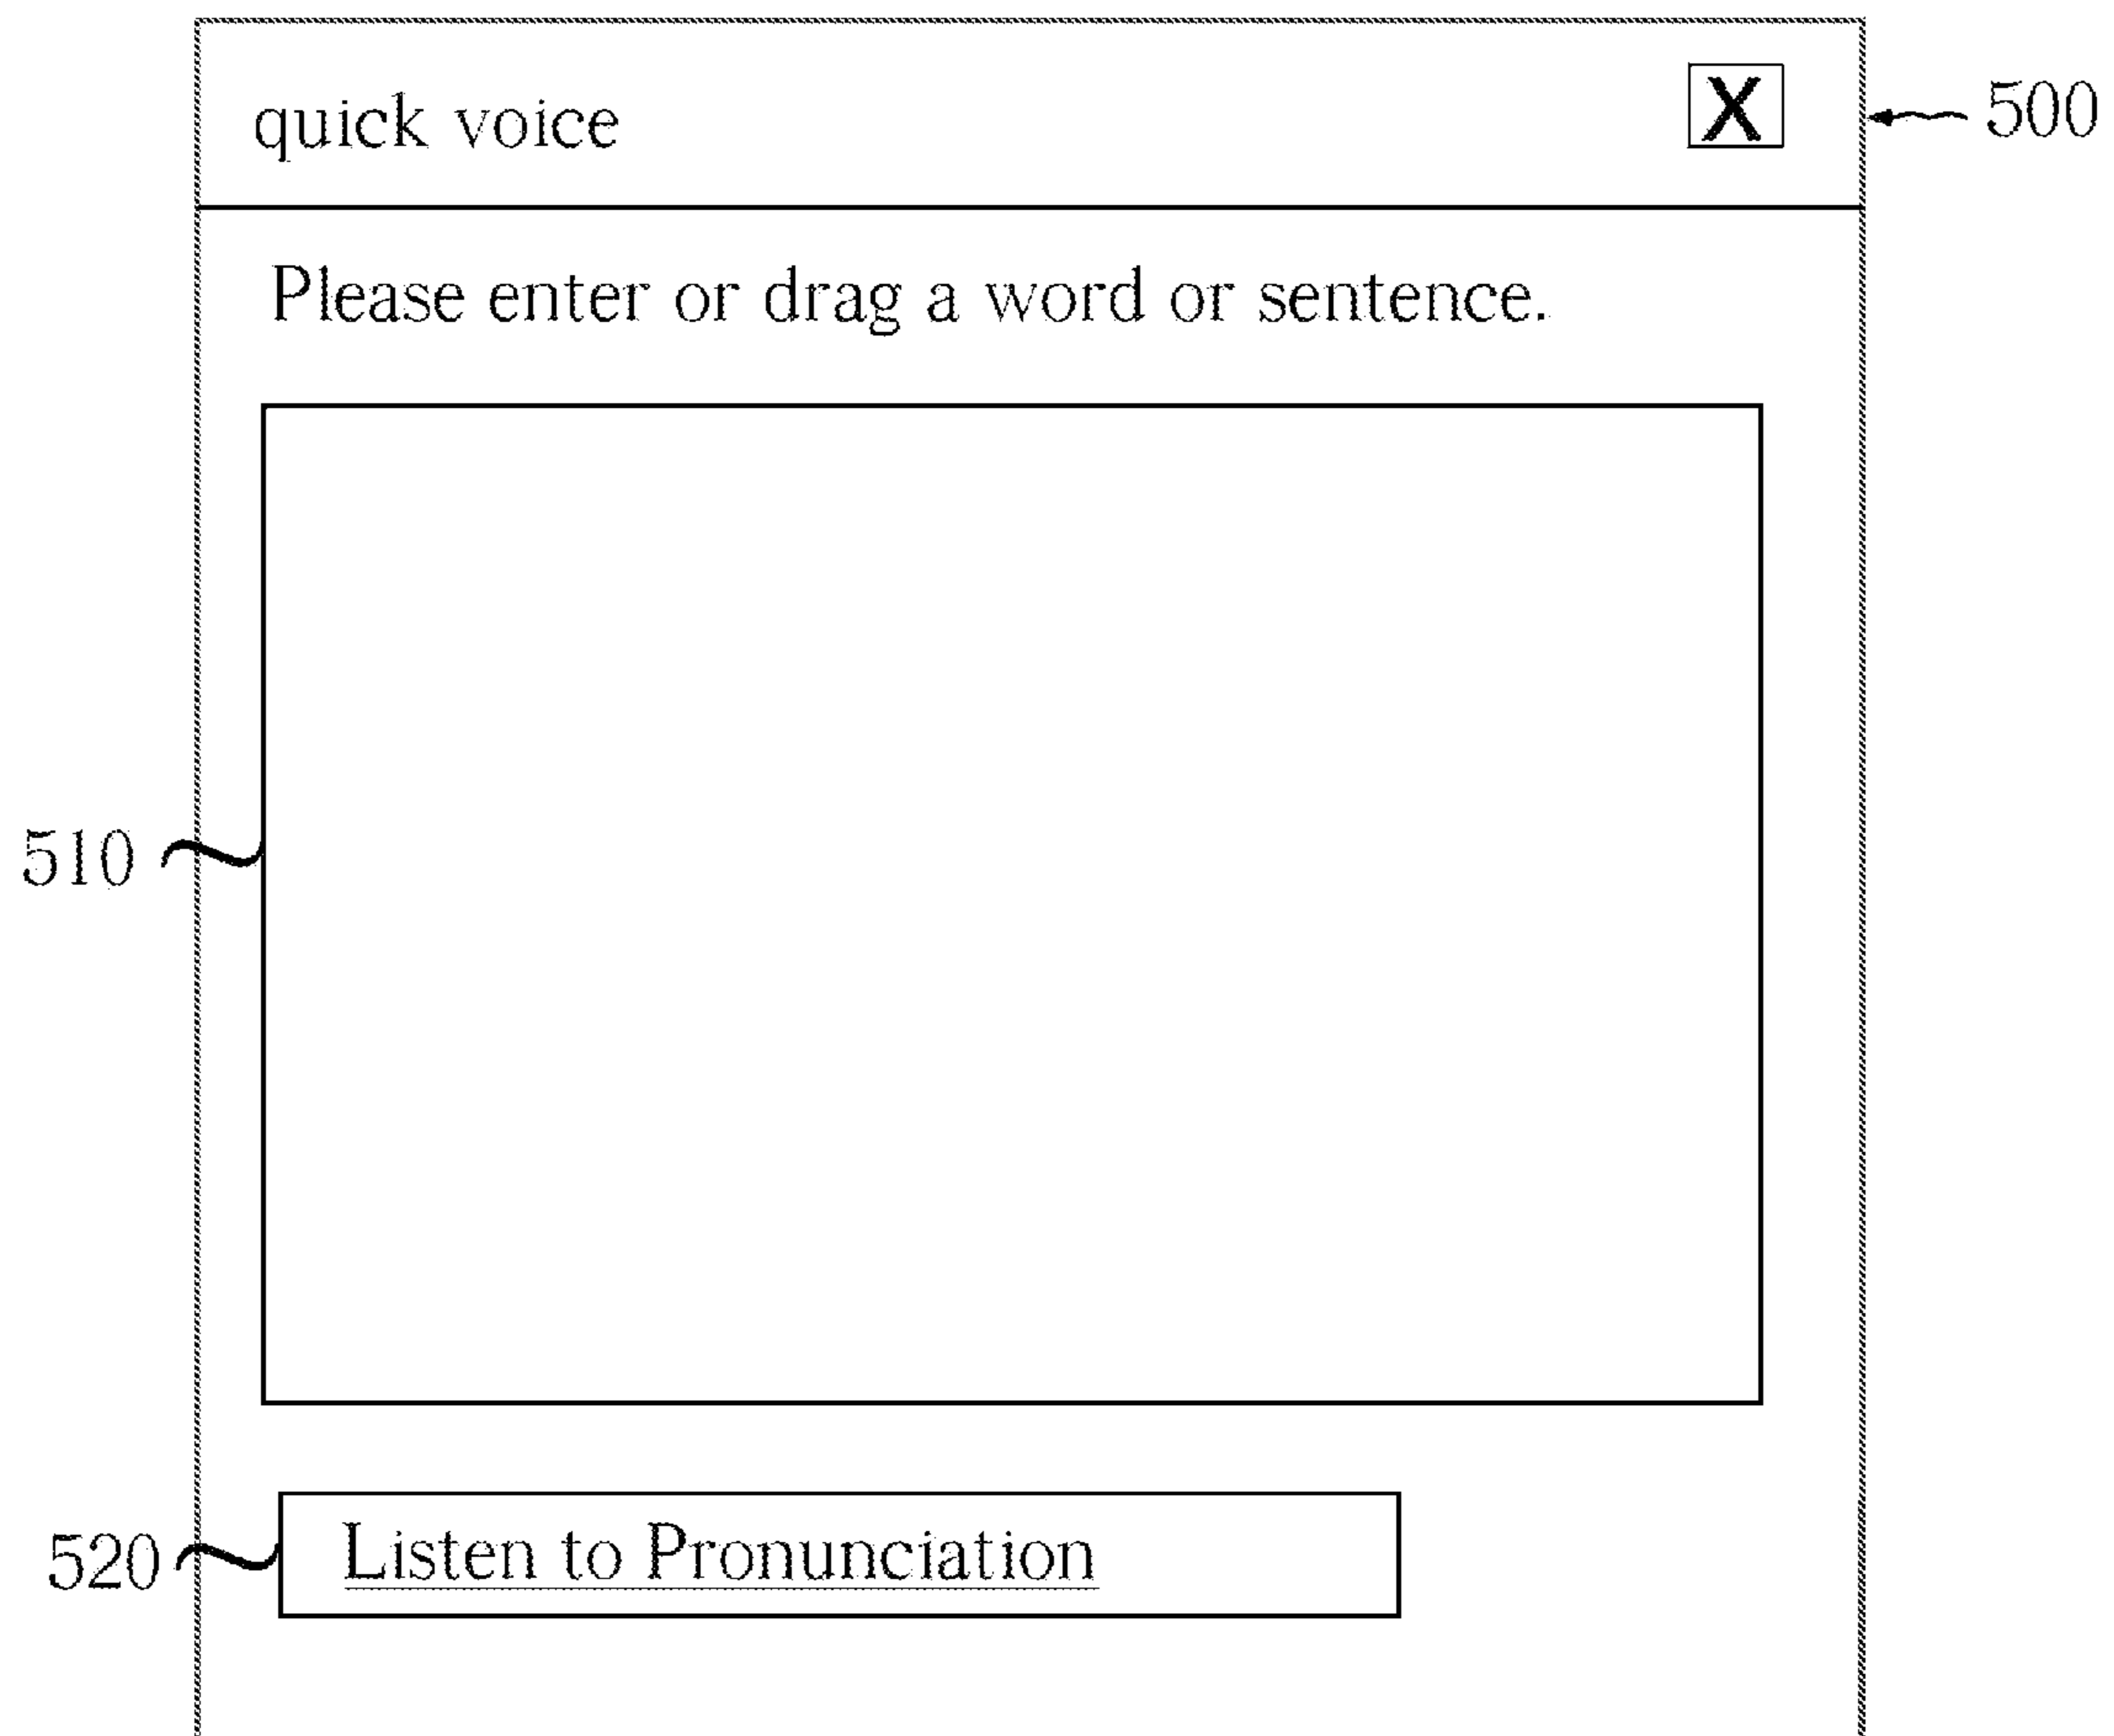 quick voice X 500
Please enter or drag a word or sentence.
510
520 Listen to Pronunciation